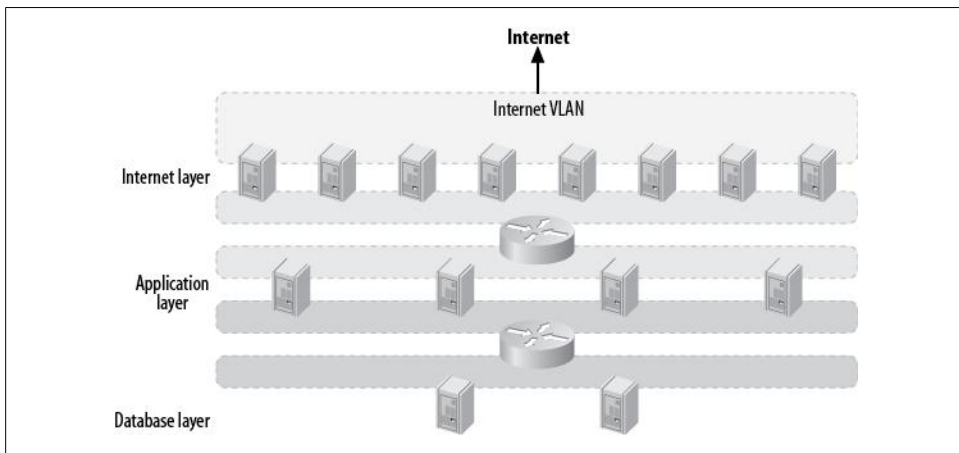 Internet
Internet VLAN
Internet layer
Application
layer
Database layer